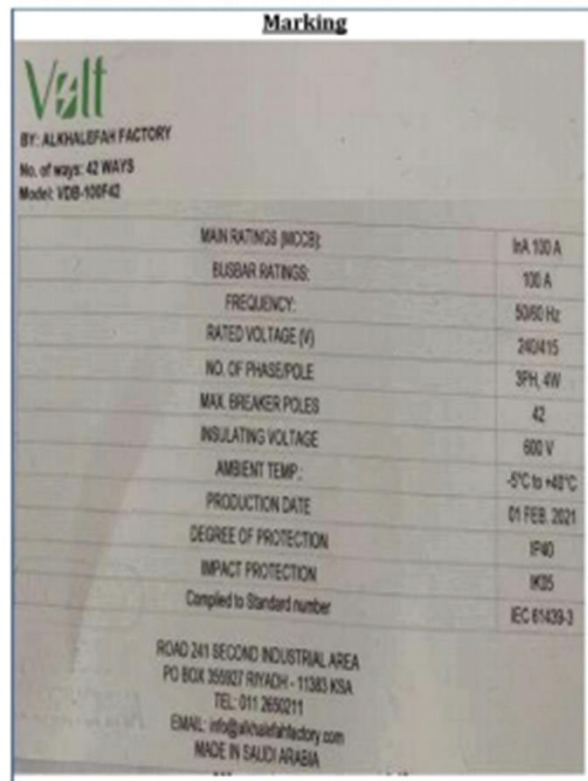 Marking
Volt
BY: ALKHALEFAH FACTORY
No. of ways: 42 WAYS
Model: VDB-100F42
MAIN RATINGS (MCCB): InA 100 A
BUSBAR RATINGS: 100 A
FREQUENCY: 50/60 Hz
RATED VOLTAGE (V) 240/415
NO. OF PHASE/POLE 3PH, 4W
MAX. BREAKER POLES 42
INSULATING VOLTAGE 600 V
AMBIENT TEMP.: -5°C to +40°C
PRODUCTION DATE 01 FEB. 2021
DEGREE OF PROTECTION IP40
IMPACT PROTECTION IK05
Complied to Standard number IEC 61439-3
ROAD 241 SECOND INDUSTRIAL AREA
PO BOX 355927 RIYADH - 11383 KSA
TEL: 011 2650211
EMAIL: info@alkhalefahfactory.com
MADE IN SAUDI ARABIA